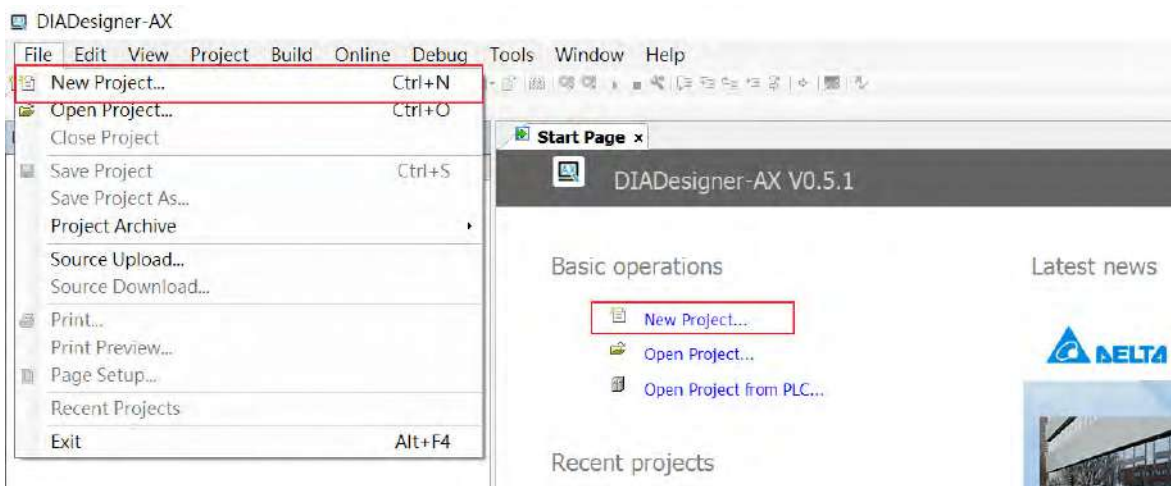 DIADesigner-AX
File Edit View Project Build Online Debug Tools Window Help
New Project... Ctrl+N
Open Project... Ctrl+O
Close Project
Save Project Ctrl+S
Save Project As...
Project Archive
Source Upload...
Source Download...
Print...
Print Preview...
Page Setup...
Recent Projects
Exit Alt+F4
Start Page x
DIADesigner-AX V0.5.1
Basic operations
New Project...
Open Project...
Open Project from PLC...
Recent projects
Latest news
DELTA